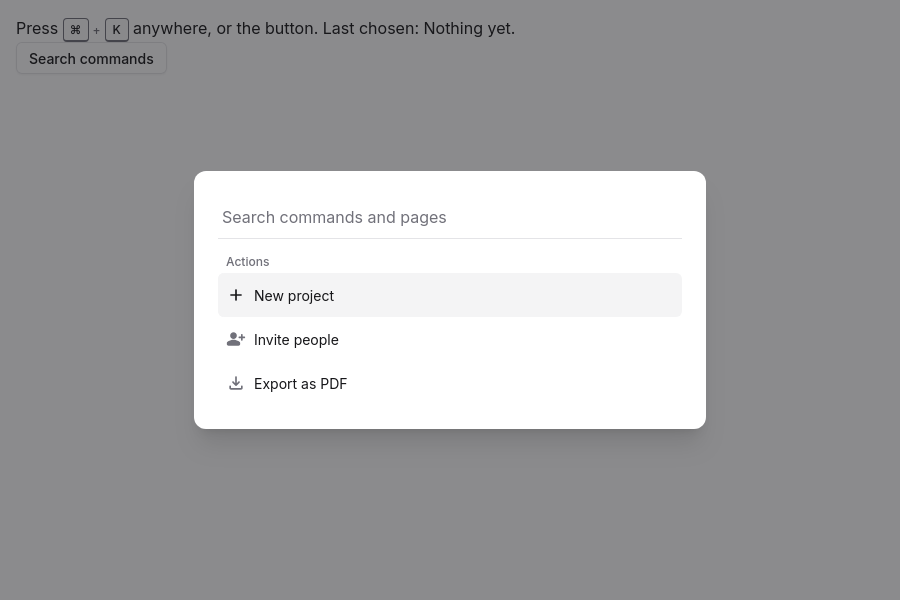 Press ⌘ + K anywhere, or the button. Last chosen: Nothing yet.
Search commands
Search commands and pages
Actions
New project
Invite people
Export as PDF